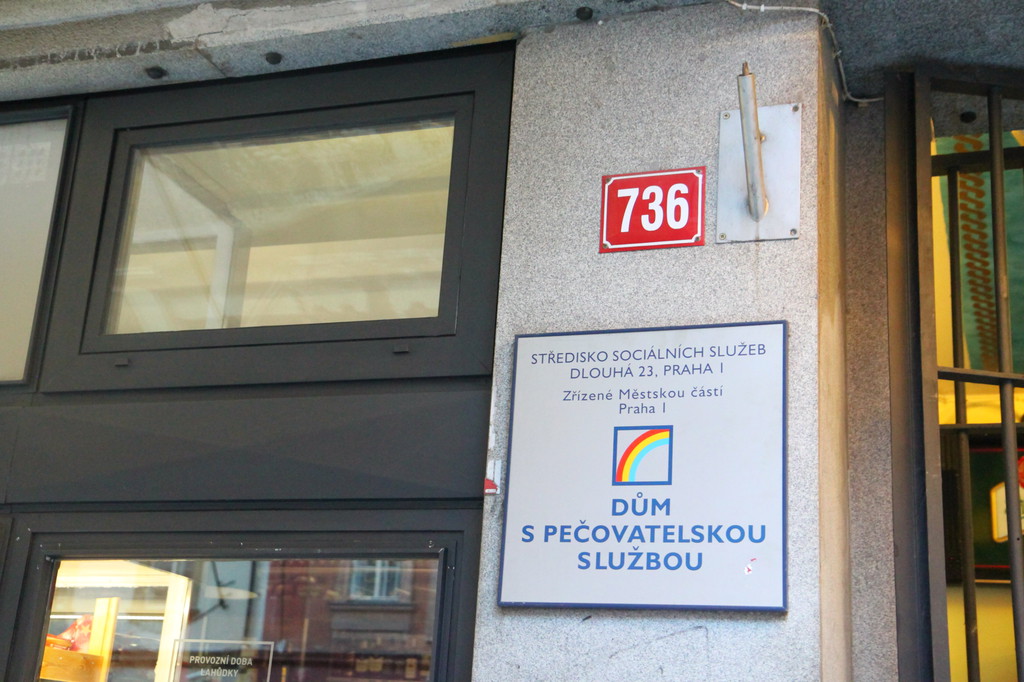 736
STŘEDISKO SOCIÁLNÍCH SLUŽEB
DLOUHÁ 23, PRAHA 1
Zřízené Městskou částí
Praha 1
DŮM
S PEČOVATELSKOU
SLUŽBOU
PROVOZNÍ DOBA
LAHŮDKY